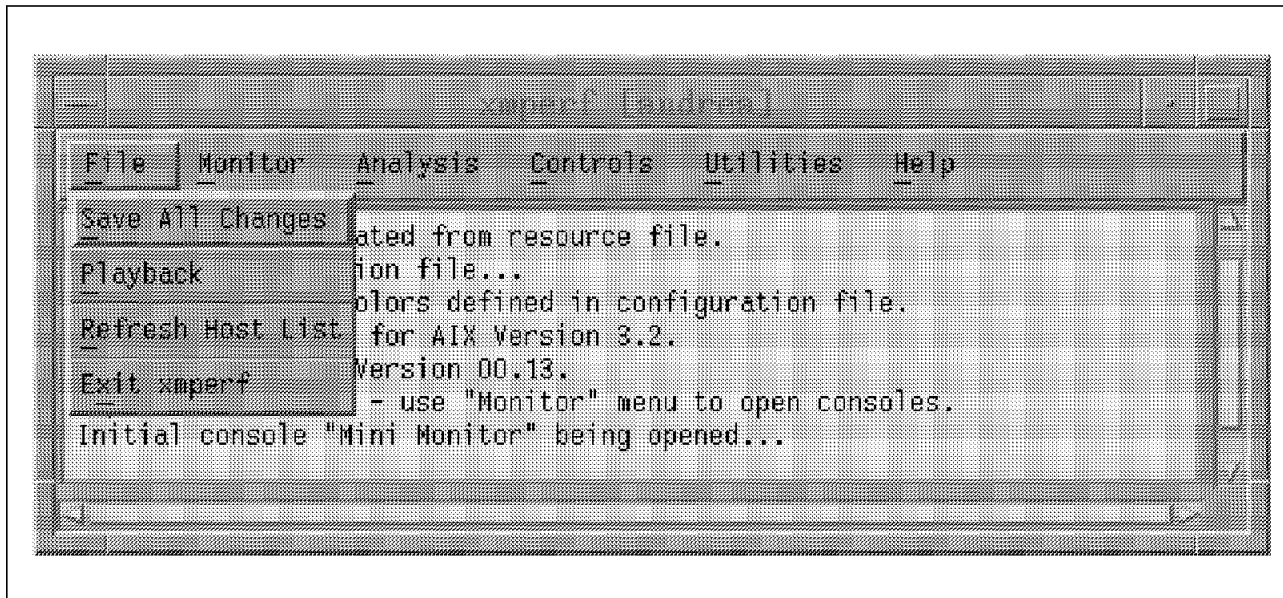 xmperf [andres]
File Monitor Analysis Controls Utilities Help
Save All Changes
Playback
Refresh Host List
Exit xmperf
ated from resource file.
ion file...
olors defined in configuration file.
for AIX Version 3.2.
Version 00.13.
- use "Monitor" menu to open consoles.
Initial console "Mini Monitor" being opened...